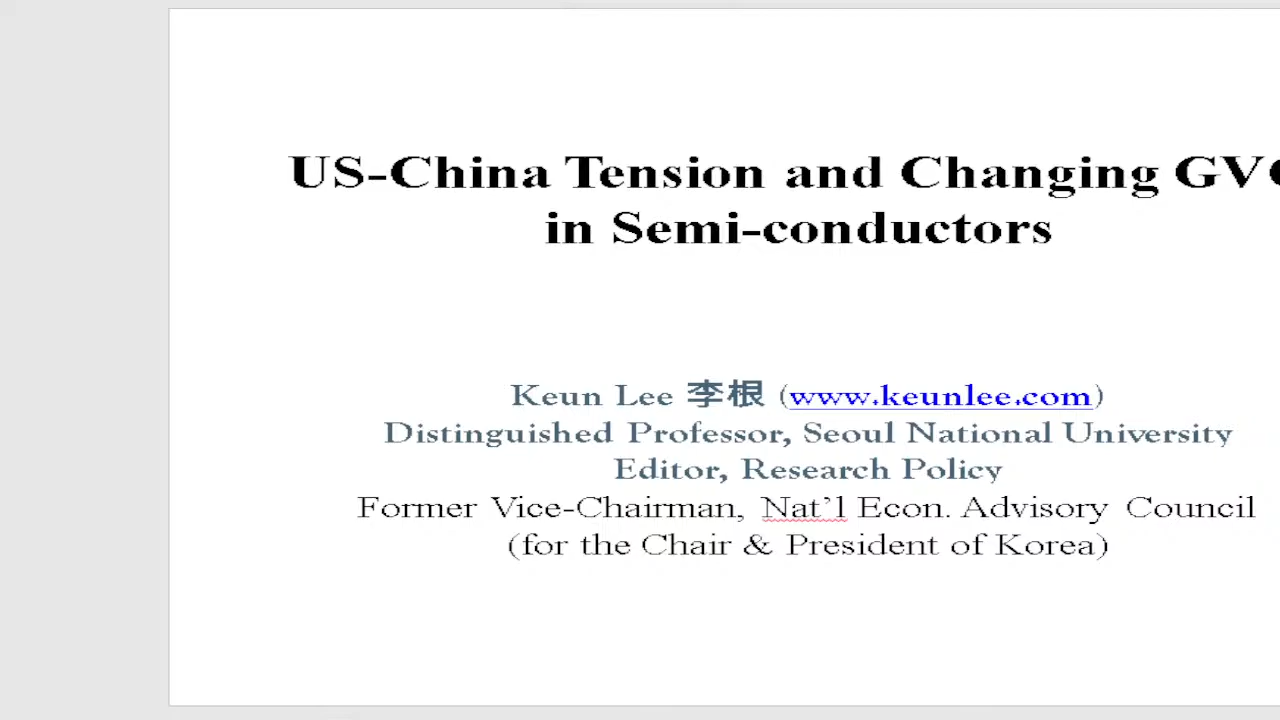 US-China Tension and Changing GVC
in Semi-conductors
Keun Lee 李根 (www.keunlee.com)
Distinguished Professor, Seoul National University
Editor, Research Policy
Former Vice-Chairman, Nat’l Econ. Advisory Council
(for the Chair & President of Korea)